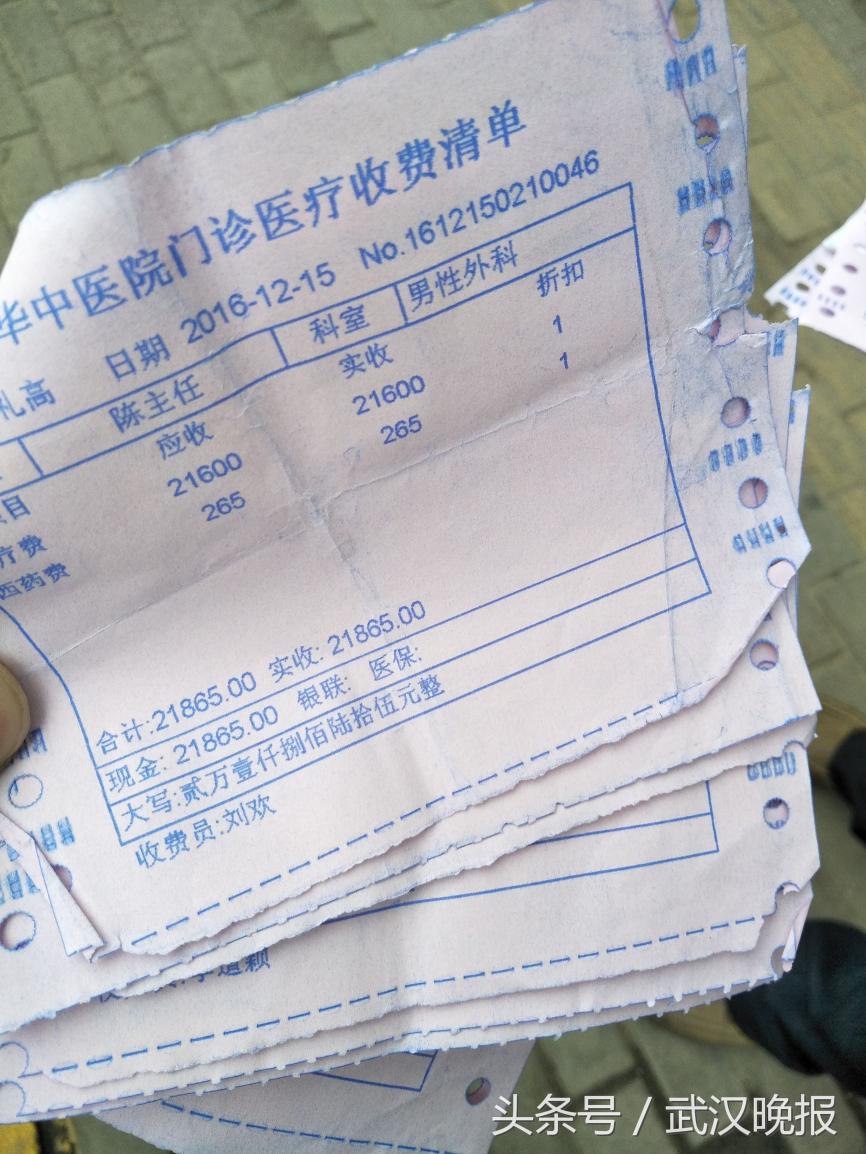 华中医院门诊医疗收费清单
日期 2016-12-15 No.1612150210046
礼高
陈主任 科室 男性外科
项目 应收 实收 折扣
疗费 21600 21600 1
西药费 265 265 1
合计:21865.00 实收: 21865.00
现金: 21865.00 银联: 医保:
大写:贰万壹仟捌佰陆拾伍元整
收费员:刘欢
头条号 / 武汉晚报